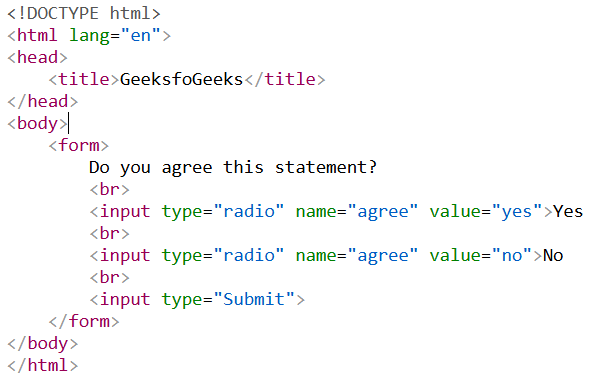 <!DOCTYPE html>
<html lang="en">
<head>
    <title>GeeksfoGeeks</title>
</head>
<body>
    <form>
        Do you agree this statement?
        <br>
        <input type="radio" name="agree" value="yes">Yes
        <br>
        <input type="radio" name="agree" value="no">No
        <br>
        <input type="Submit">
    </form>
</body>
</html>